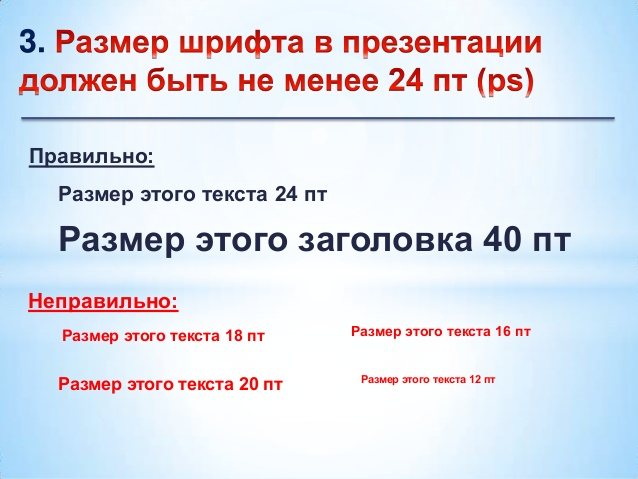 3. Размер шрифта в презентации
должен быть не менее 24 пт (ps)
Правильно:
Размер этого текста 24 пт
Размер этого заголовка 40 пт
Неправильно:
Размер этого текста 18 пт
Размер этого текста 16 пт
Размер этого текста 20 пт
Размер этого текста 12 пт